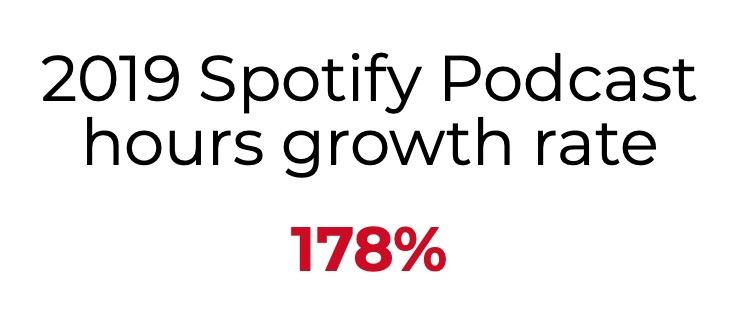 2019 Spotify Podcast
hours growth rate
178%